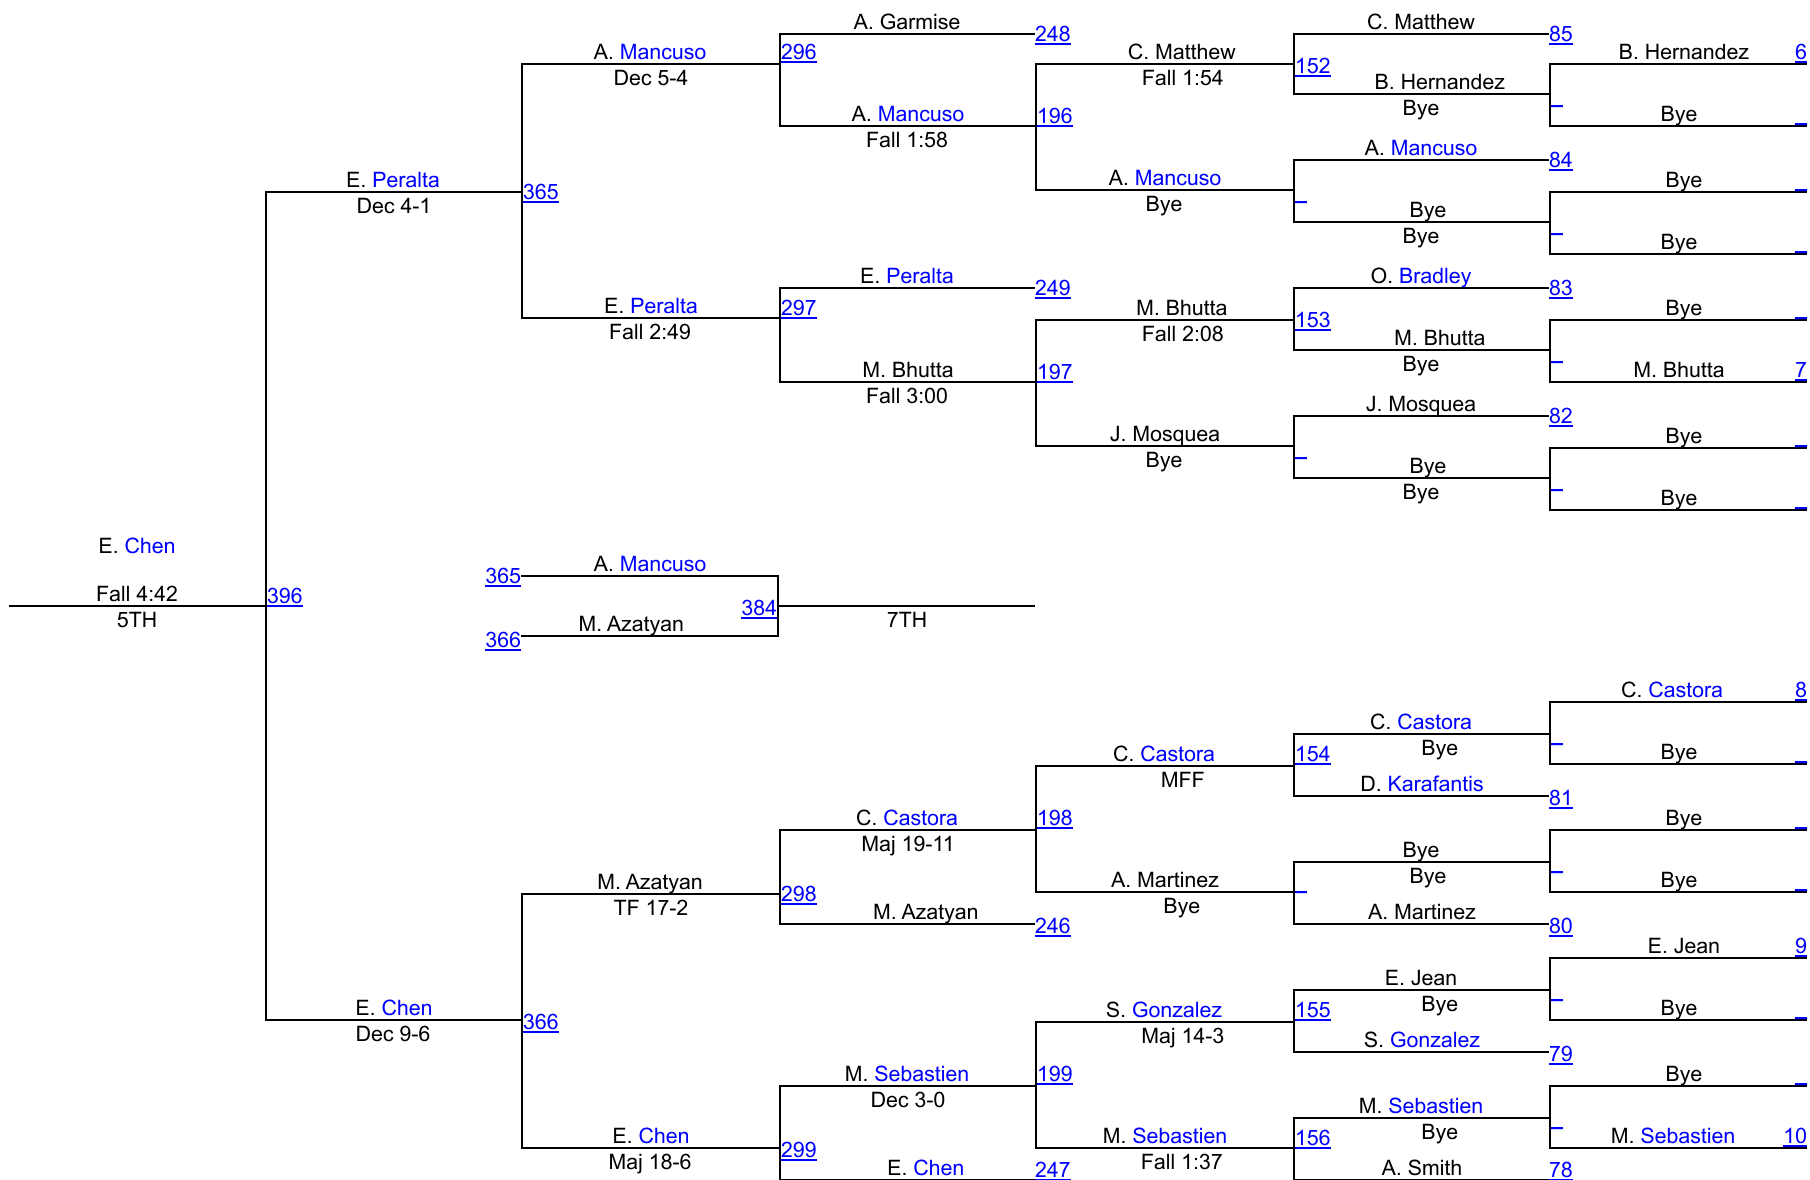 A. Garmise 248 C. Matthew 85
A. Mancuso 296 C. Matthew 152 B. Hernandez 6
Dec 5-4 Fall 1:54 B. Hernandez
A. Mancuso 196 Bye Bye
Fall 1:58 A. Mancuso 84
E. Peralta 365 A. Mancuso Bye
Dec 4-1 Bye Bye
Bye Bye
E. Peralta 249 O. Bradley 83
E. Peralta 297 M. Bhutta 153 Bye
Fall 2:49 Fall 2:08 M. Bhutta
M. Bhutta 197 Bye M. Bhutta 7
Fall 3:00 J. Mosquea 82
J. Mosquea Bye
Bye Bye
Bye Bye
E. Chen
365 A. Mancuso
Fall 4:42 396 384
5TH M. Azatyan 7TH
366
C. Castora 8
C. Castora
C. Castora 154 Bye Bye
MFF D. Karafantis 81
C. Castora 198 Bye
Maj 19-11 Bye
M. Azatyan 298 A. Martinez Bye Bye
TF 17-2 M. Azatyan 246 Bye A. Martinez 80
E. Jean 9
E. Jean
E. Chen 366 S. Gonzalez 155 Bye Bye
Dec 9-6 Maj 14-3 S. Gonzalez 79
M. Sebastien 199 Bye
Dec 3-0 M. Sebastien
E. Chen 299 M. Sebastien 156 Bye M. Sebastien 10
Maj 18-6 E. Chen 247 Fall 1:37 A. Smith 78